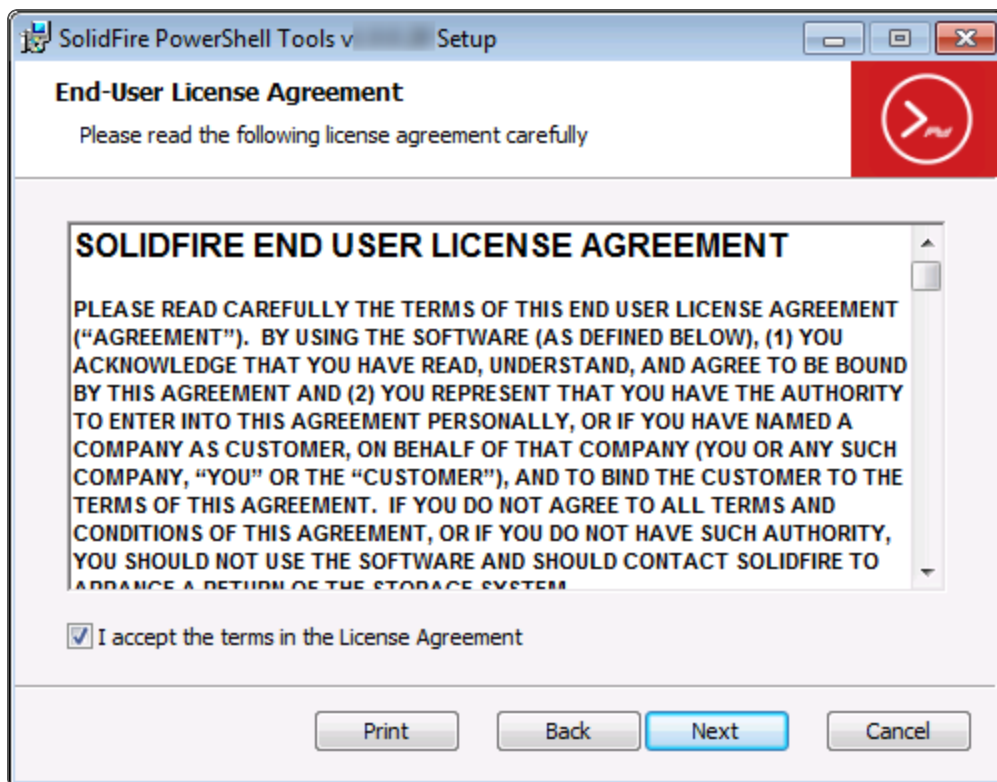 SolidFire PowerShell Tools v Setup
End-User License Agreement
Please read the following license agreement carefully
SOLIDFIRE END USER LICENSE AGREEMENT
PLEASE READ CAREFULLY THE TERMS OF THIS END USER LICENSE AGREEMENT
(“AGREEMENT”).  BY USING THE SOFTWARE (AS DEFINED BELOW), (1) YOU
ACKNOWLEDGE THAT YOU HAVE READ, UNDERSTAND, AND AGREE TO BE BOUND
BY THIS AGREEMENT AND (2) YOU REPRESENT THAT YOU HAVE THE AUTHORITY
TO ENTER INTO THIS AGREEMENT PERSONALLY, OR IF YOU HAVE NAMED A
COMPANY AS CUSTOMER, ON BEHALF OF THAT COMPANY (YOU OR ANY SUCH
COMPANY, “YOU” OR THE “CUSTOMER”), AND TO BIND THE CUSTOMER TO THE
TERMS OF THIS AGREEMENT.  IF YOU DO NOT AGREE TO ALL TERMS AND
CONDITIONS OF THIS AGREEMENT, OR IF YOU DO NOT HAVE SUCH AUTHORITY,
YOU SHOULD NOT USE THE SOFTWARE AND SHOULD CONTACT SOLIDFIRE TO
ARRANGE A RETURN OF THE STORAGE SYSTEM
I accept the terms in the License Agreement
Print
Back
Next
Cancel